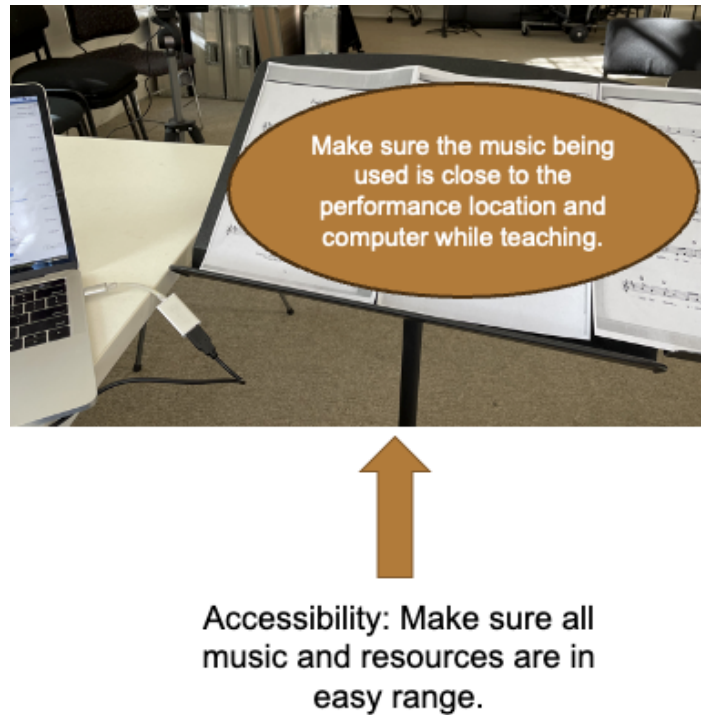 Make sure the music being
used is close to the
performance location and
computer while teaching.
Accessibility: Make sure all
music and resources are in
easy range.